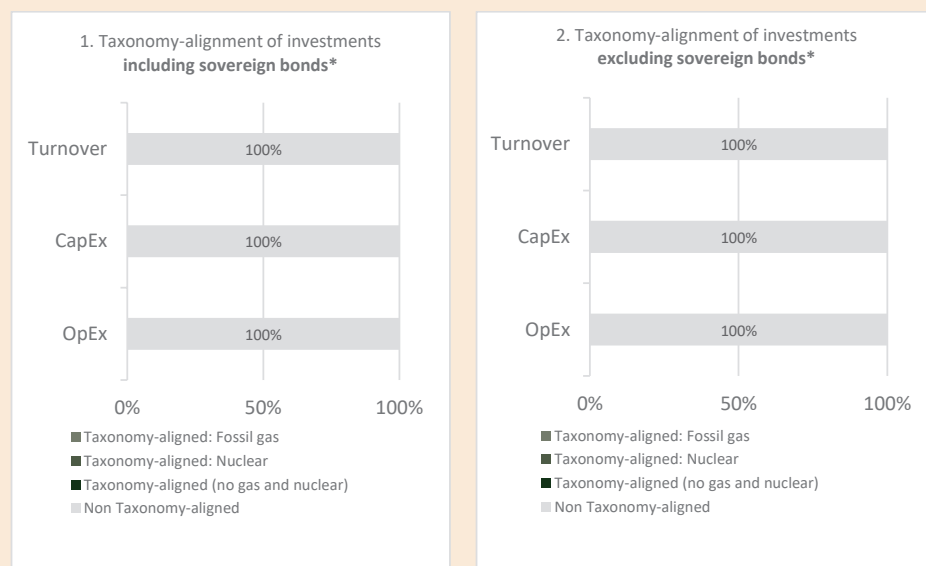 1. Taxonomy-alignment of investments
including sovereign bonds*
Turnover
100%
CapEx
100%
OpEx
100%
0%
50%
100%
Taxonomy-aligned: Fossil gas
Taxonomy-aligned: Nuclear
Taxonomy-aligned (no gas and nuclear)
Non Taxonomy-aligned
2. Taxonomy-alignment of investments
excluding sovereign bonds*
Turnover
100%
CapEx
100%
OpEx
100%
0%
50%
100%
Taxonomy-aligned: Fossil gas
Taxonomy-aligned: Nuclear
Taxonomy-aligned (no gas and nuclear)
Non Taxonomy-aligned